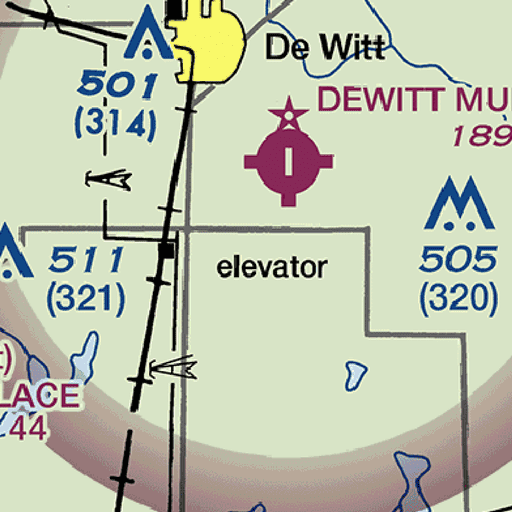 De Witt
501
(314)
DEWITT MU
189
511
(321)
elevator
505
(320)
LACE
44